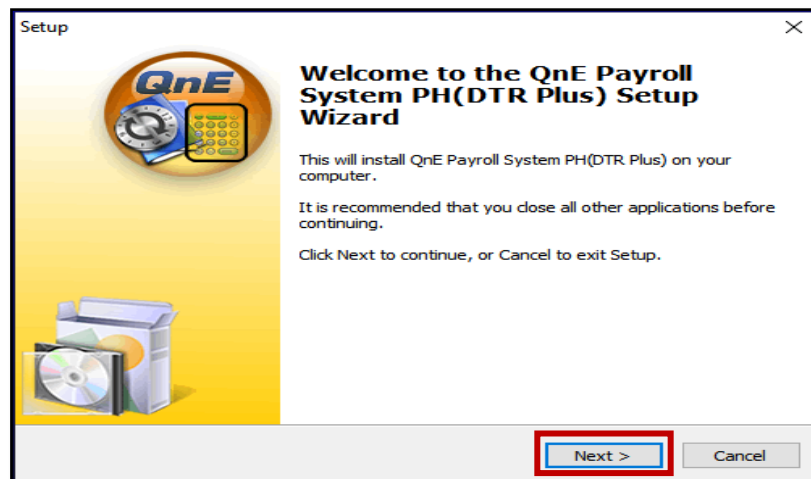 Setup
QnE
Welcome to the QnE Payroll
System PH(DTR Plus) Setup
Wizard
This will install QnE Payroll System PH(DTR Plus) on your
computer.
It is recommended that you close all other applications before
continuing.
Click Next to continue, or Cancel to exit Setup.
Next >
Cancel